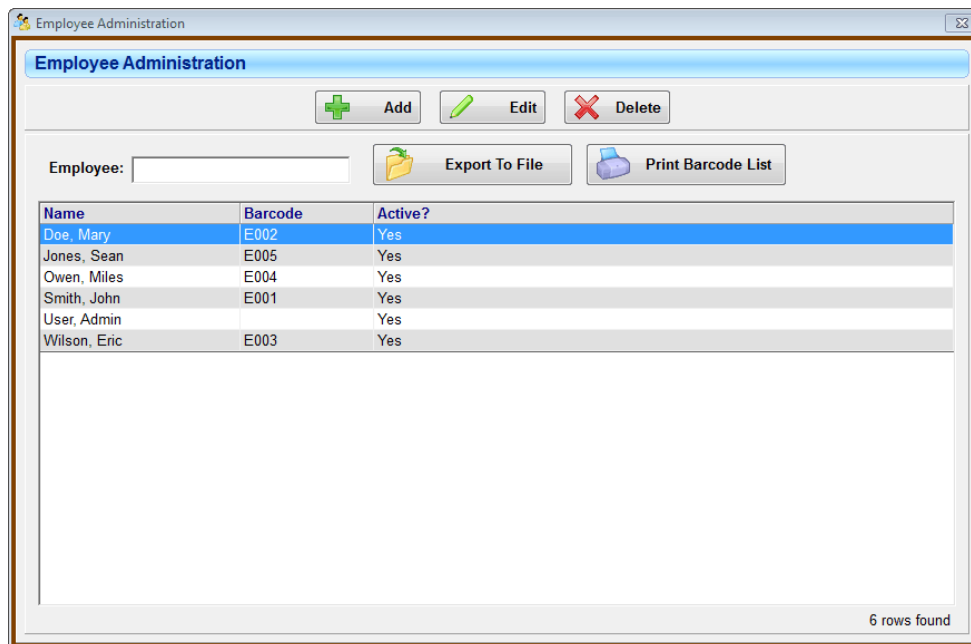 Employee Administration
Employee Administration
Add Edit Delete
Employee: Export To File Print Barcode List
Name Barcode Active?
Doe, Mary E002 Yes
Jones, Sean E005 Yes
Owen, Miles E004 Yes
Smith, John E001 Yes
User, Admin Yes
Wilson, Eric E003 Yes
6 rows found